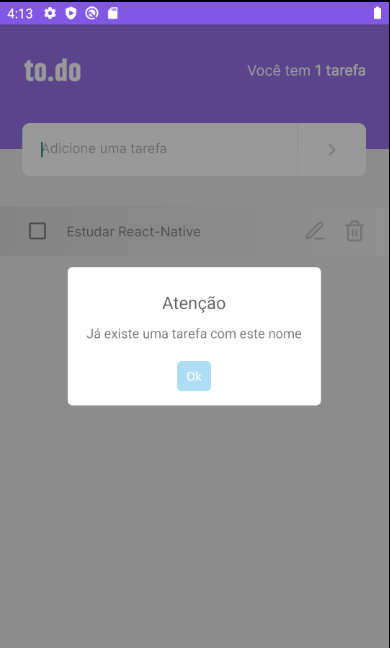 4:13
to.do
Você tem 1 tarefa
Adicione uma tarefa
Estudar React-Native
Atenção
Já existe uma tarefa com este nome
Ok